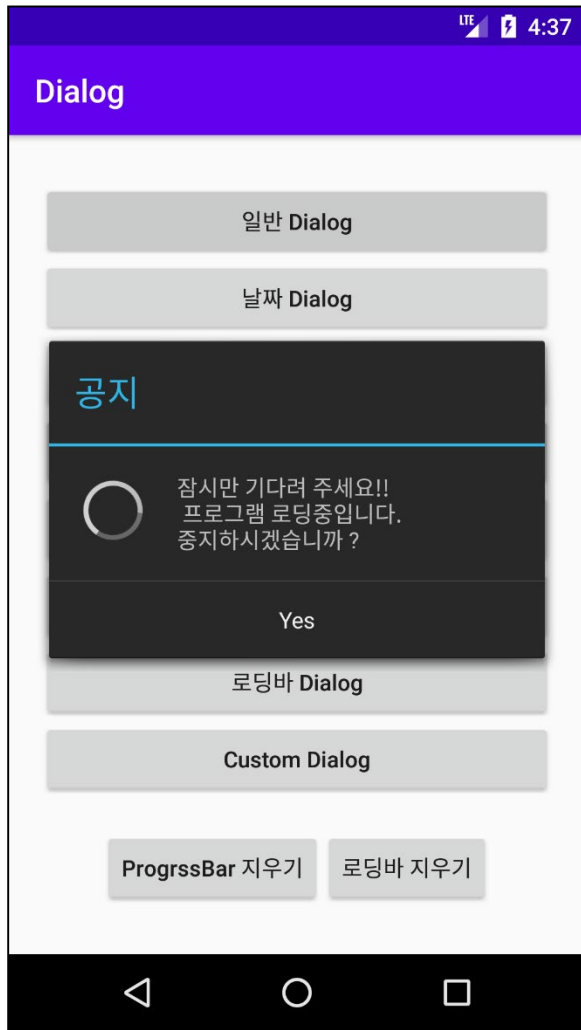 LTE 4:37
Dialog
일반 Dialog
날짜 Dialog
공지
잠시만 기다려 주세요!!
프로그램 로딩중입니다.
중지하시겠습니까 ?
Yes
로딩바 Dialog
Custom Dialog
ProgrssBar 지우기
로딩바 지우기